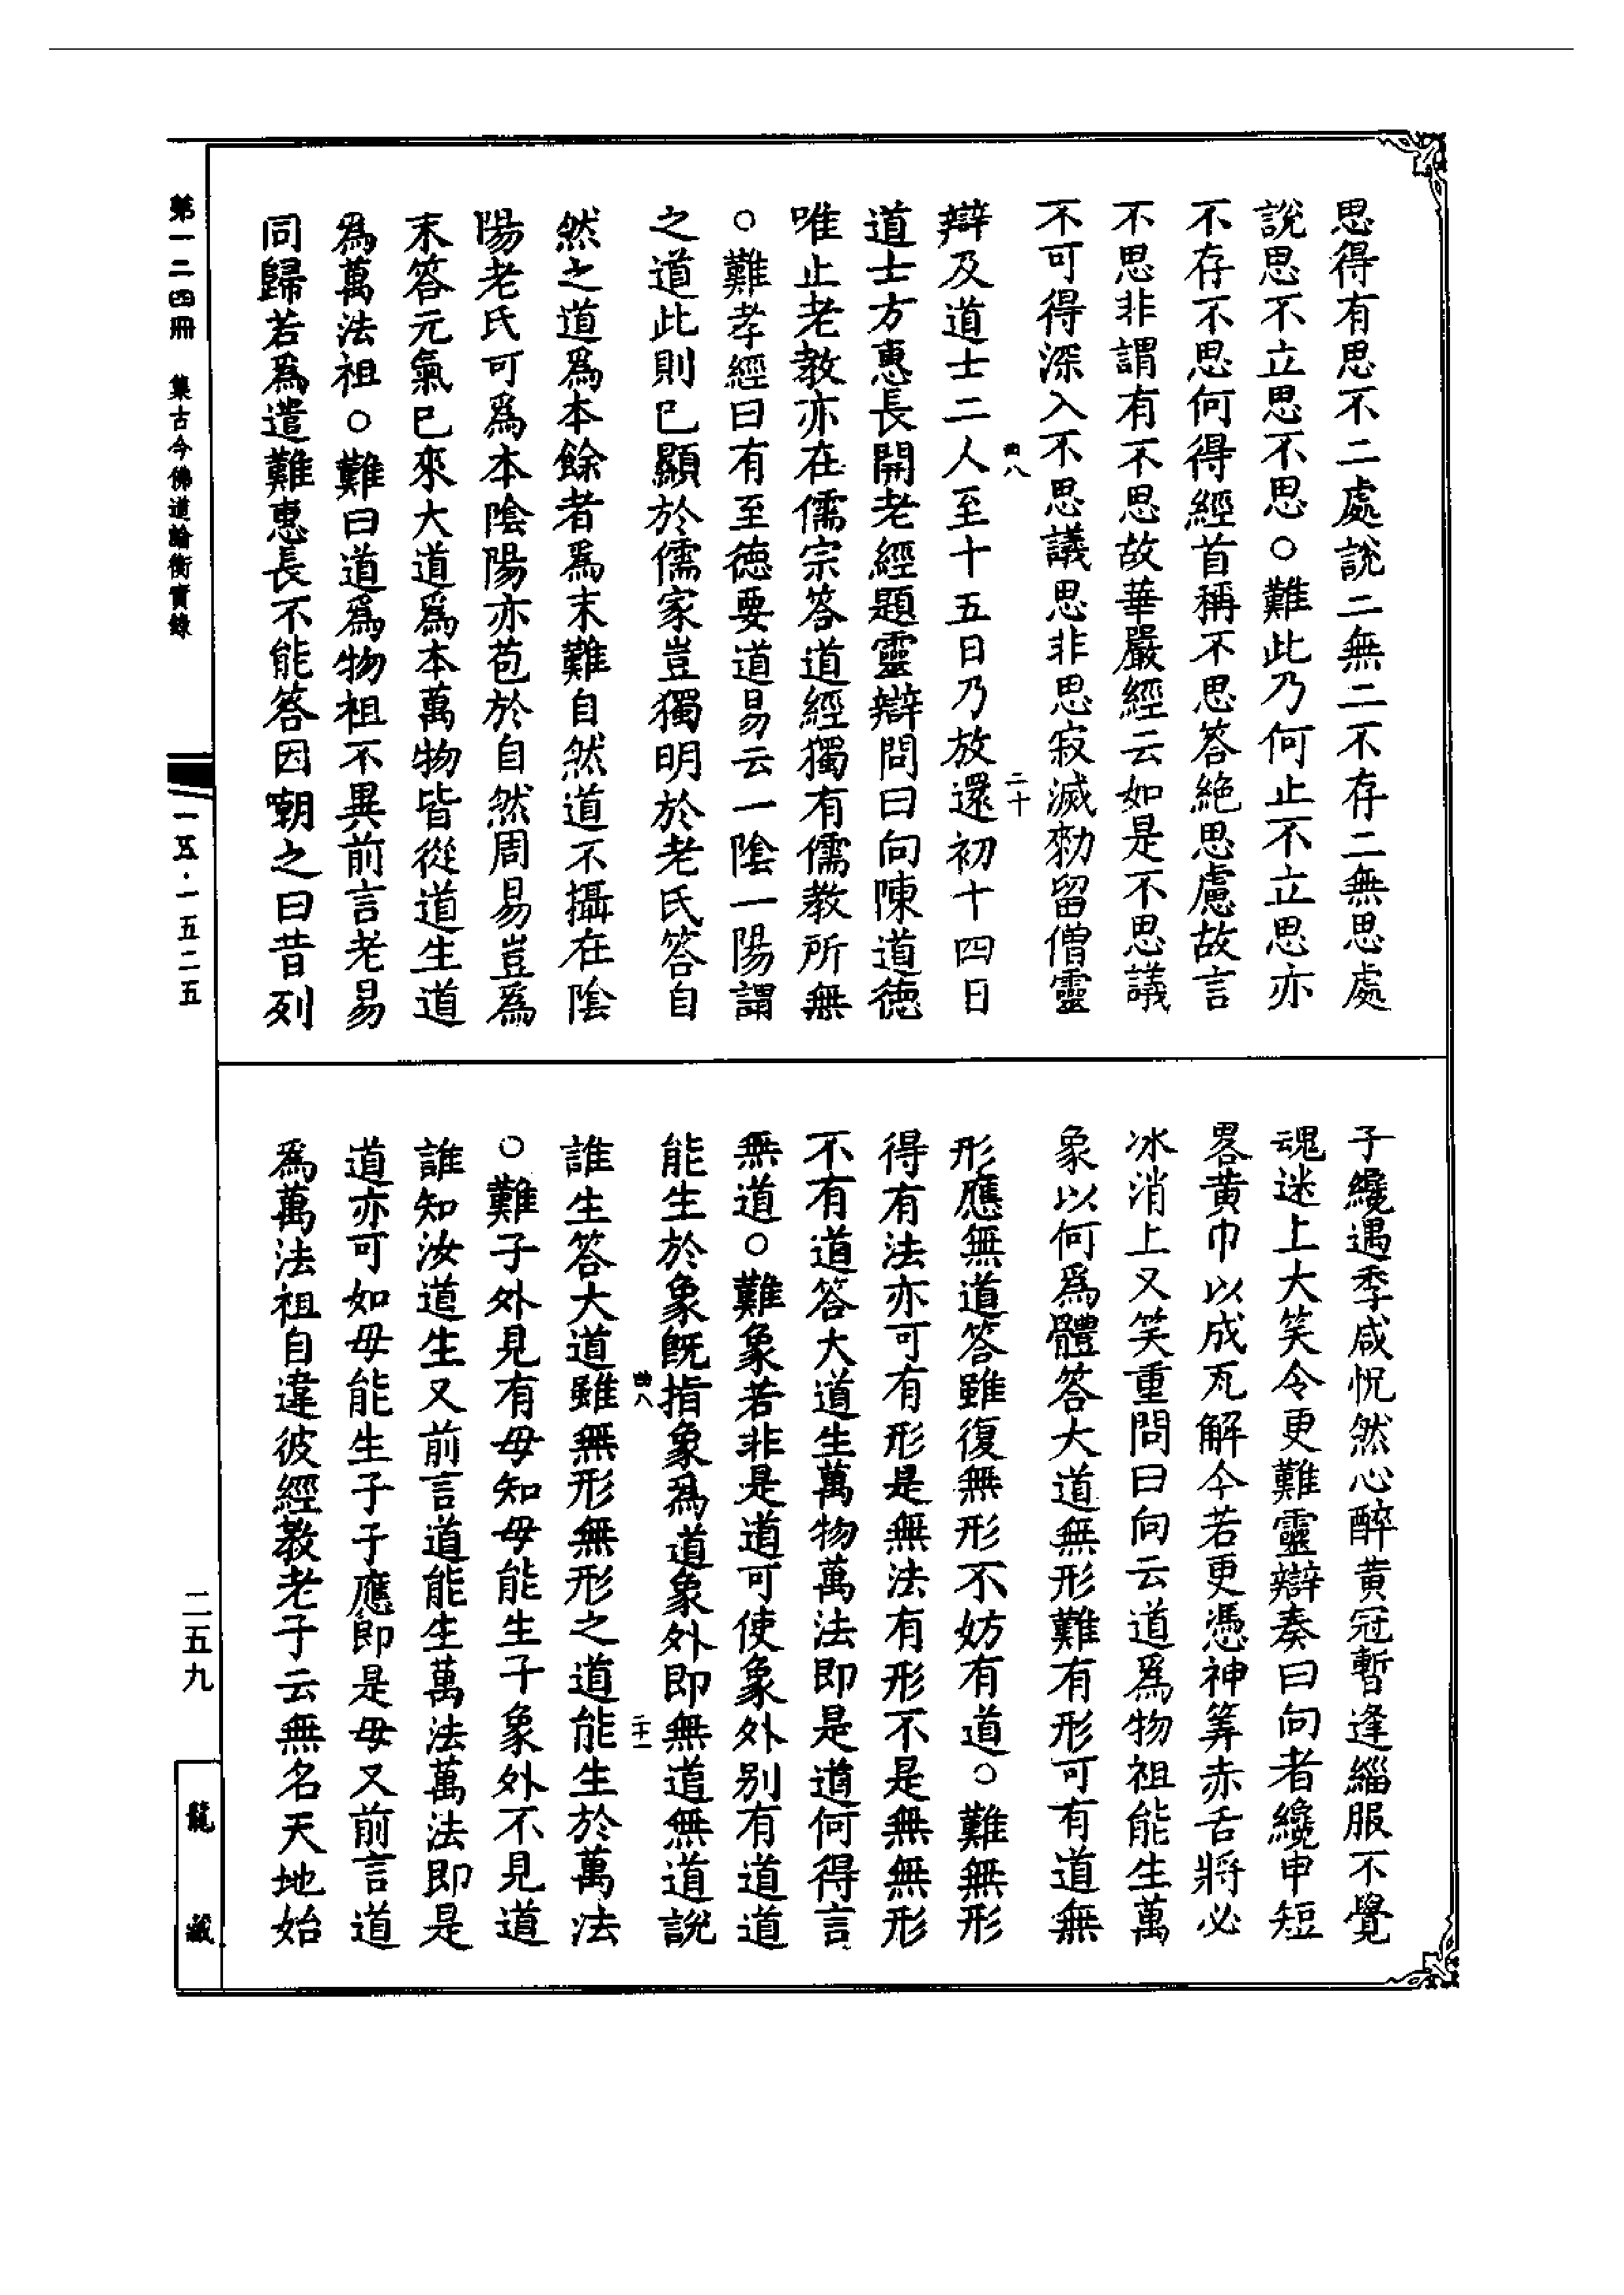 思得有思不二處說二無二不存二無思處
說思不立思不思○難此乃何止不立思亦
不存不思何得經首稱不思答絕思慮故言
不思非謂有不思故華嚴經云如是不思議
不可得深入不思議思非思寂滅勑留僧靈
曲八
二十
辯及道士二人至十五日乃放還初十四日
道士方惠長開老經題靈辯問曰向陳道德
唯止老教亦在儒宗答道經獨有儒教所無
○難孝經曰有至德要道易云一陰一陽謂
之道此則已顯於儒家豈獨明於老氏答自
然之道爲本餘者爲末難自然道不攝在陰
陽老氏可爲本陰陽亦苞於自然周易豈爲
末答元氣已來大道爲本萬物皆從道生道
爲萬法祖○難曰道爲物祖不異前言老易
同歸若爲遣難惠長不能答因嘲之曰昔列
子纔遇季咸怳然心醉黃冠暫逢緇服不覺
魂迷上大笑令更難靈辯奏曰向者纔申短
畧黃巾以成瓦解今若更憑神筭赤舌將必
冰消上又笑重問曰向云道爲物祖能生萬
象以何爲體答大道無形難有形可有道無
形應無道答雖復無形不妨有道○難無形
得有法亦可有形是無法有形不是無無形
不有道答大道生萬物萬法即是道何得言
無道○難象若非是道可使象外別有道道
能生於象旣指象爲道象外即無道無道說
曲八
二十一
誰生答大道雖無形無形之道能生於萬法
○難子外見有母知母能生子象外不見道
誰知汝道生又前言道能生萬法萬法即是
道亦可如母能生子子應即是母又前言道
爲萬法祖自違彼經教老子云無名天地始
第一二四冊 集古今佛道論衡實錄
一五·一五二五
二五九
龍藏